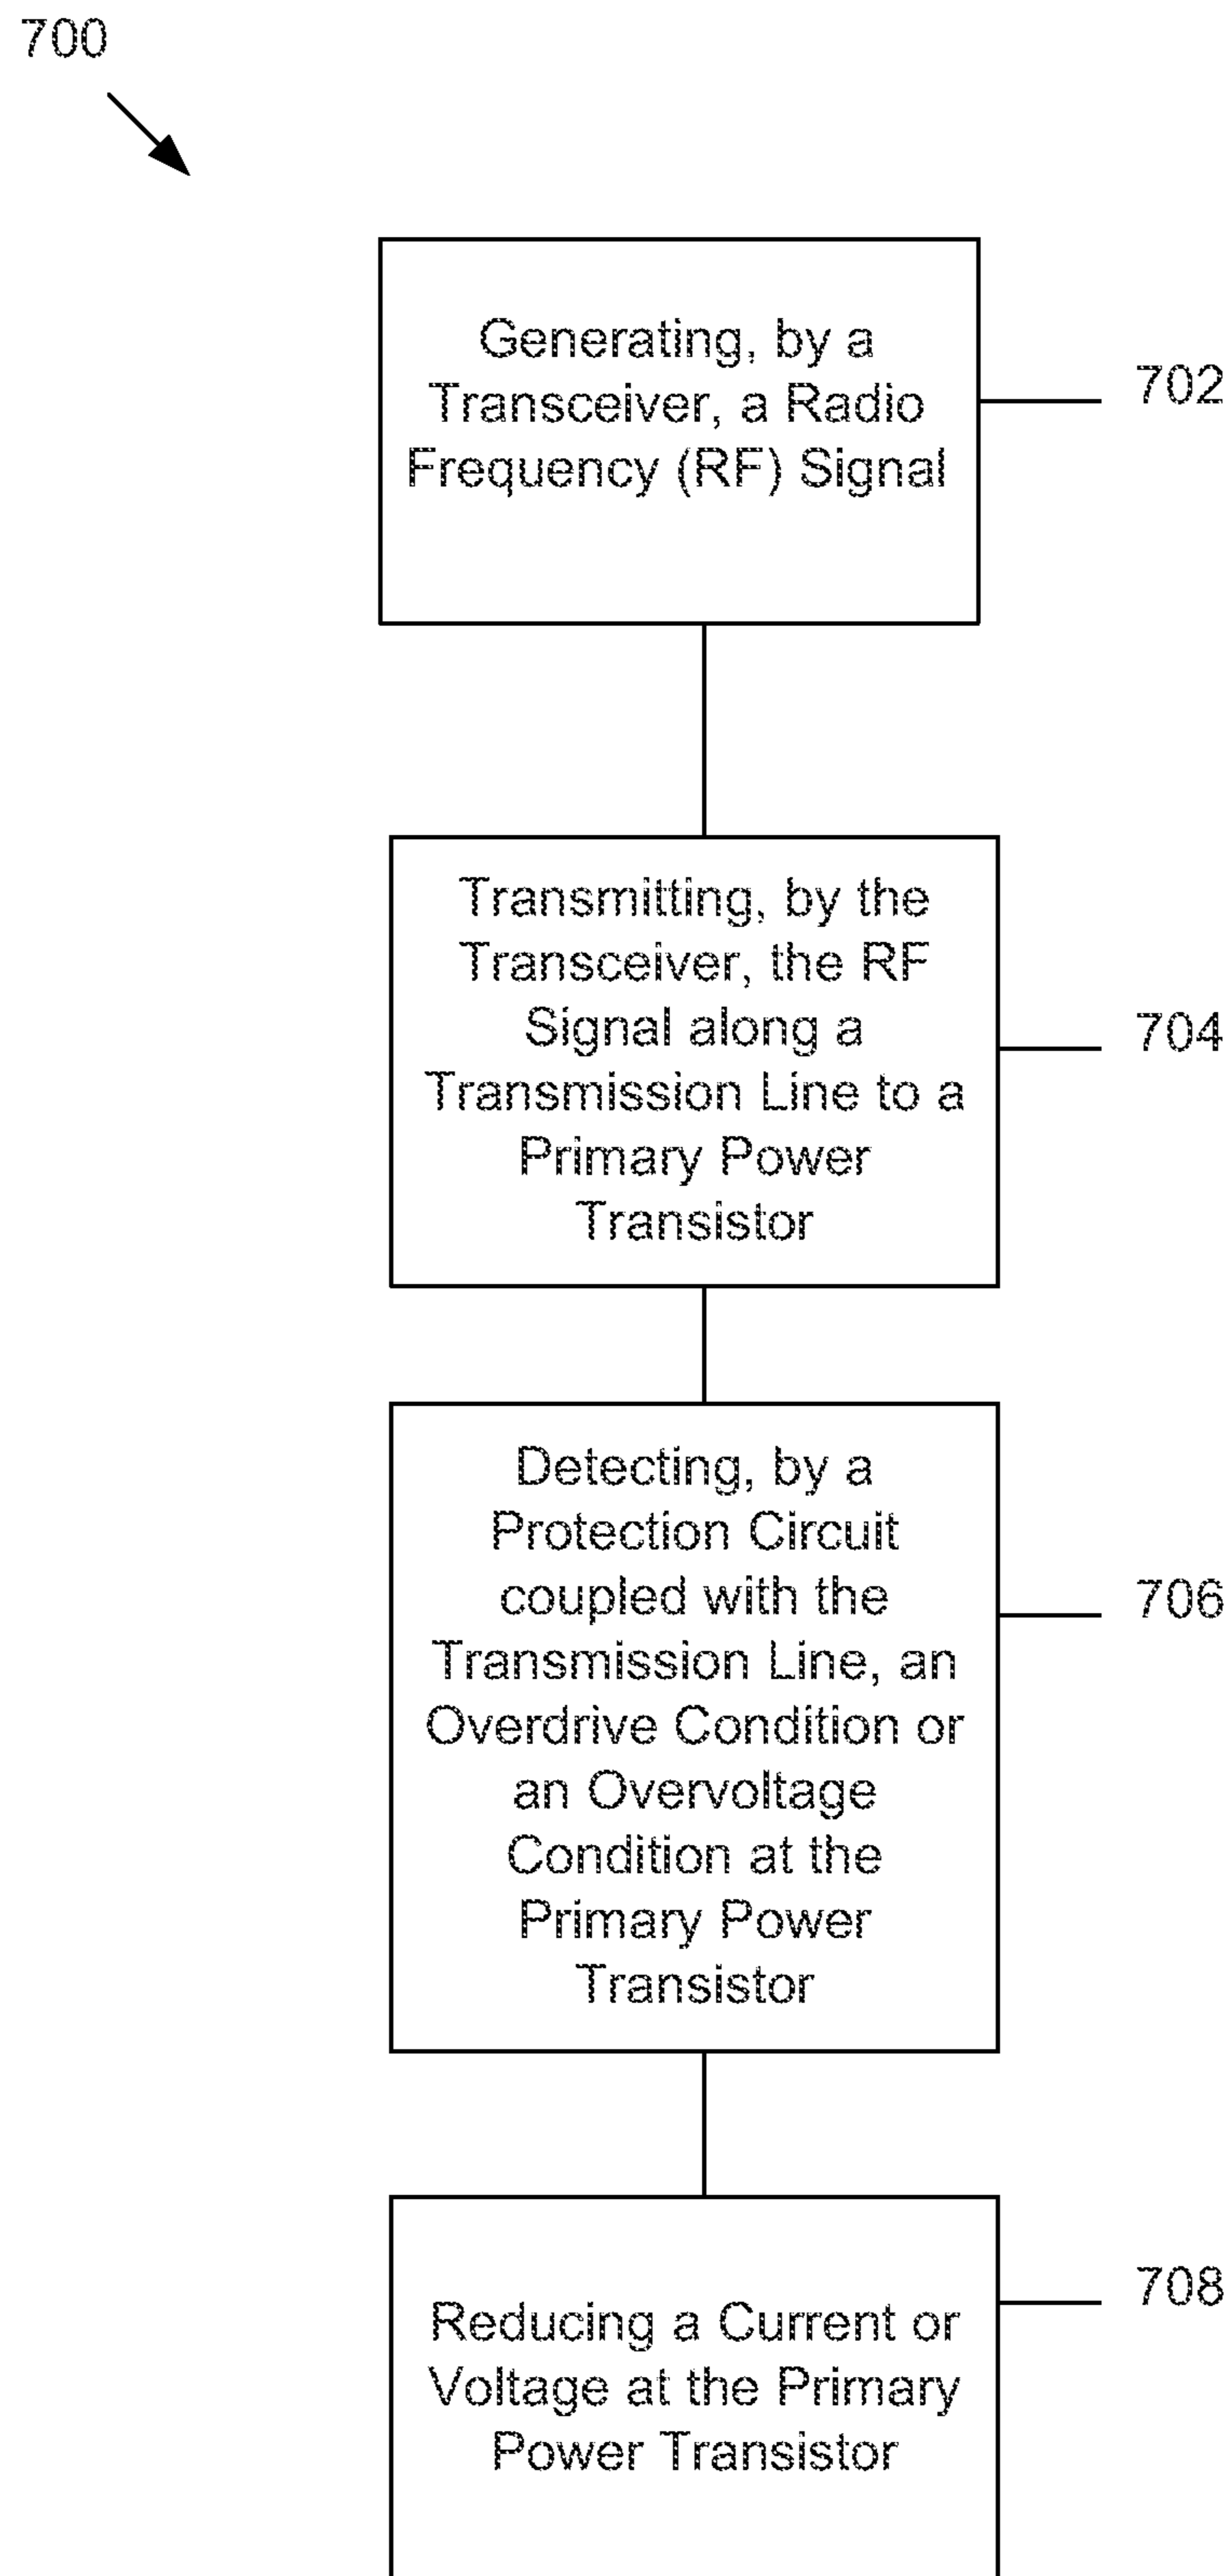 700
Generating, by a
Transceiver, a Radio
Frequency (RF) Signal
702
Transmitting, by the
Transceiver, the RF
Signal along a
Transmission Line to a
Primary Power
Transistor
704
Detecting, by a
Protection Circuit
coupled with the
Transmission Line, an
Overdrive Condition or
an Overvoltage
Condition at the
Primary Power
Transistor
706
Reducing a Current or
Voltage at the Primary
Power Transistor
708